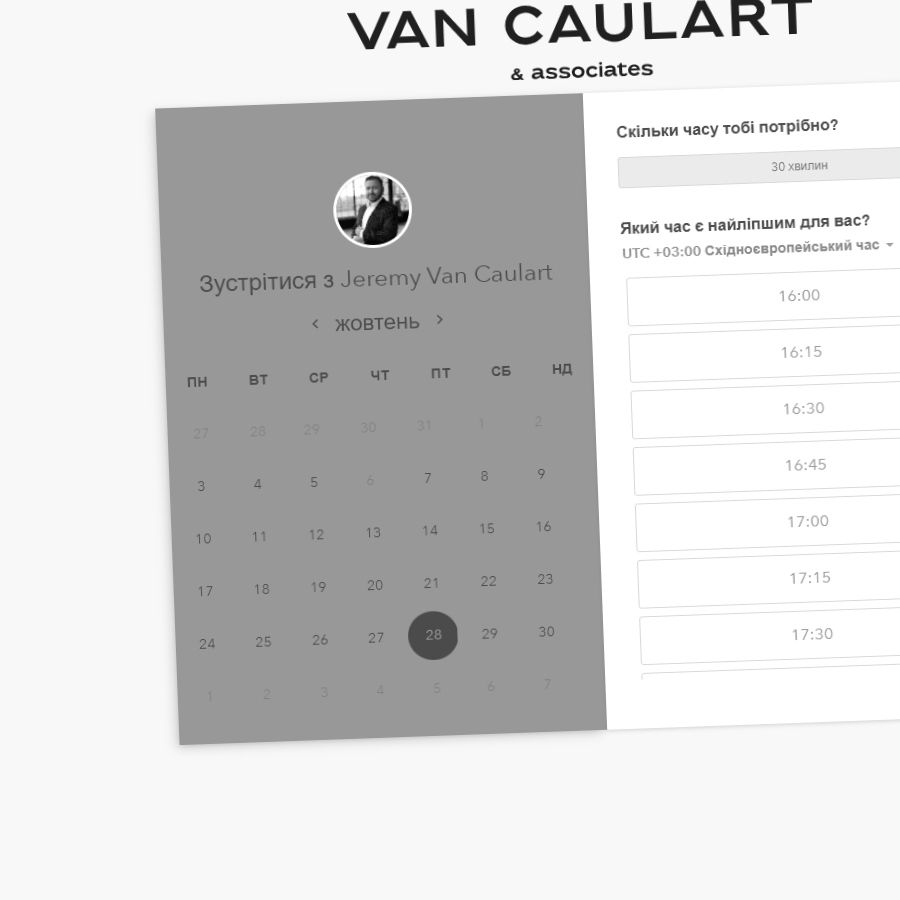 VAN CAULART
& associates
Зустрітися з Jeremy Van Caulart
‹ жовтень ›
ПН ВТ СР ЧТ ПТ СБ НД
27 28 29 30 31 1 2
3 4 5 6 7 8 9
10 11 12 13 14 15 16
17 18 19 20 21 22 23
24 25 26 27 28 29 30
1 2 3 4 5 6 7
Скільки часу тобі потрібно?
30 хвилин
Який час є найліпшим для вас?
UTC +03:00 Східноєвропейський час
16:00
16:15
16:30
16:45
17:00
17:15
17:30